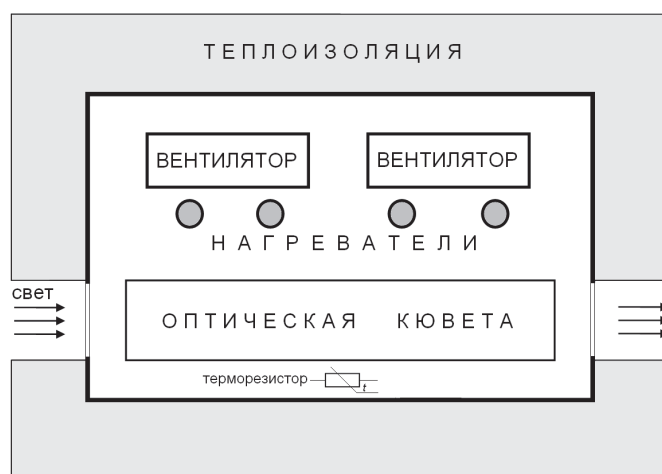 ТЕПЛОИЗОЛЯЦИЯ
ВЕНТИЛЯТОР ВЕНТИЛЯТОР
НАГРЕВАТЕЛИ
свет
ОПТИЧЕСКАЯ КЮВЕТА
терморезистор t